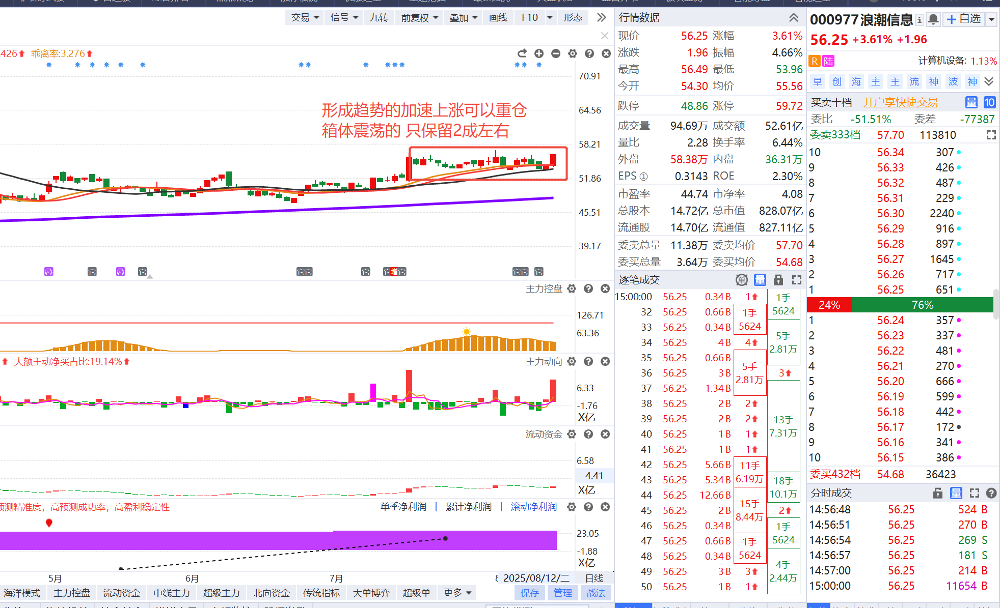 交易 信号 九转 前复权 叠加 画线 F10 形态
426 乖离率:3.276
70.91
64.56
58.21
51.86
45.51
39.17
形成趋势的加速上涨可以重仓
箱体震荡的 只保留2成左右
主力控盘
126.71
63.36
大额主动净买占比:19.14%
主力动向
6.33
-1.76
X亿
流动资金
6.58
4.41
X亿
预测精准度，高预测成功率，高盈利稳定性
单季净利润 | 累计净利润 | 滚动净利润
23.05
-1.88
X亿
5月 6月 7月 8 2025/08/12/二 日线
海洋模式 主力控盘 流动资金 中线主力 超级主力 北向资金 传统指标 大单博弈 超级单 更多 保存 管理 战法
行情数据
现价 56.25 涨幅 3.61%
涨跌 1.96 振幅 4.66%
最高 56.49 最低 53.96
今开 54.30 均价 55.56
跌停 48.86 涨停 59.72
成交量 94.69万 成交额 52.61亿
量比 2.28 换手率 6.44%
外盘 58.38万 内盘 36.31万
EPS① 0.3143 ROE 2.30%
市盈率 44.74 市净率 4.08
总股本 14.72亿 总市值 828.07亿
流通股 14.70亿 流通值 827.11亿
委卖总量 11.38万 委卖均价 57.70
委买总量 3.64万 委买均价 54.68
逐笔成交 单 量
15:00:00 56.25 0.34 B 1
32 56.25 0.66 B
33 56.25 0.34 B
34 56.25 4 B 4
35 56.25 0.66 B
36 56.25 3 B
37 56.25 1.34 B
38 56.25 2 B 2
39 56.25 2 B 2
40 56.25 1 B 1
41 56.25 1 B 1
42 56.25 5.66 B
43 56.25 5.34 B
44 56.25 12.66 B
45 56.25 2 B
46 56.25 0.34 B
47 56.25 0.66 B
48 56.25 0.34 B
49 56.25 3 B 3
50 56.25 1 B 1
1手
5624
5手
2.81万
11手
6.19万
15手
8.44万
1手
5624
1手
5624
5手
2.81万
3
13手
7.31万
18手
10.1万
2
1手
5624
4手
2.44万
000977 浪潮信息 自选
56.25 +3.61% +1.96
R 陆 计算机设备: 1.13%
旱 创 海 主 主 流 神 波 神
买卖十档 开户享快捷交易 量 10
委比 -51.51% 委差 -77387
委卖333档 57.70 113810
10 56.34 307
9 56.33 426
8 56.32 487
7 56.31 229
6 56.30 2240
5 56.29 916
4 56.28 897
3 56.27 1645
2 56.26 717
1 56.25 651
24% 76%
1 56.24 357
2 56.23 337
3 56.22 481
4 56.21 270
5 56.20 666
6 56.19 599
7 56.18 442
8 56.17 172
9 56.16 341
10 56.15 386
委买432档 54.68 36423
分时成交 量
14:56:48 56.25 524 B
14:56:51 56.25 270 B
14:56:54 56.25 269 S
14:56:57 56.25 181 S
14:57:00 56.25 214 B
15:00:00 56.25 11654 B